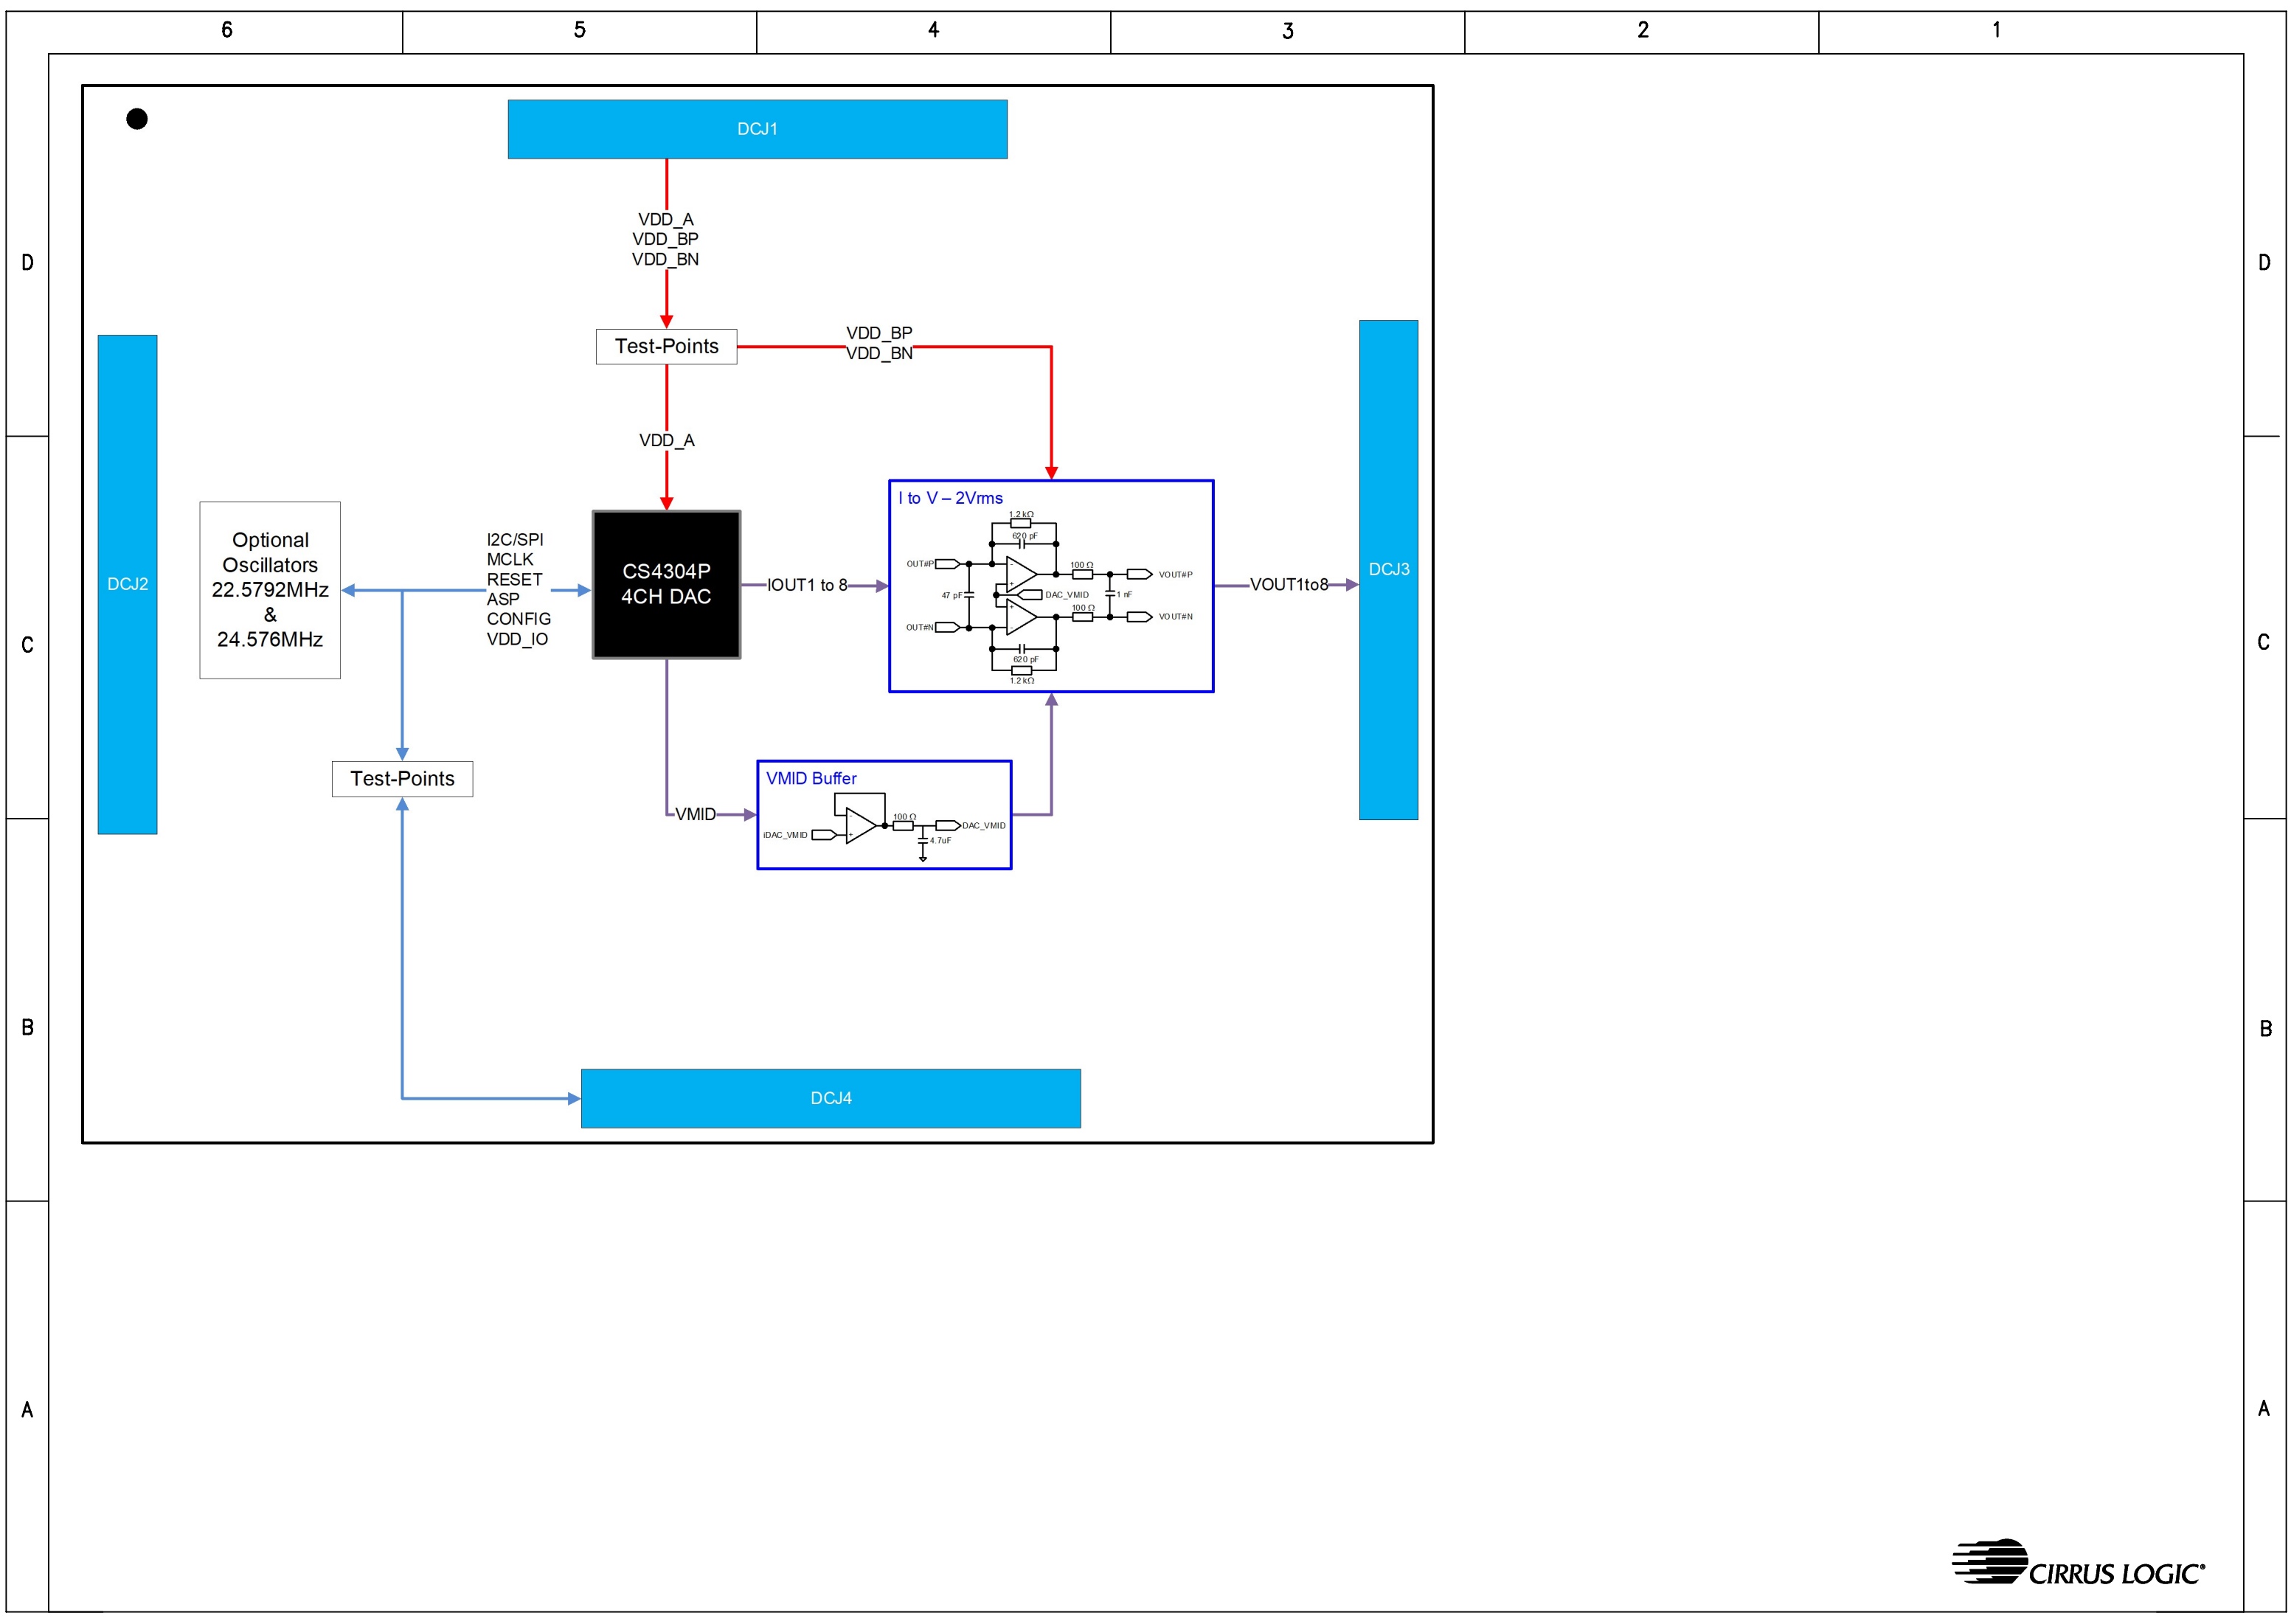 6 5 4 3 2 1
DCJ1
VDD_A
VDD_BP
VDD_BN
D
D
Test-Points
VDD_BP
VDD_BN
VDD_A
DCJ2
Optional
Oscillators
22.5792MHz
&
24.576MHz
I2C/SPI
MCLK
RESET
ASP
CONFIG
VDD_IO
CS4304P
4CH DAC
IOUT1 to 8
I to V – 2Vrms
1.2 kΩ
620 pF
OUT#P
-
+
100 Ω
VOUT#P
47 pF
DAC_VMID
1 nF
100 Ω
+
-
OUT#N
VOUT#N
620 pF
1.2 kΩ
VOUT1to8
DCJ3
C
C
Test-Points
VMID
VMID Buffer
-
+
iDAC_VMID
100 Ω
DAC_VMID
4.7uF
B
B
DCJ4
A
A
CIRRUS LOGIC®